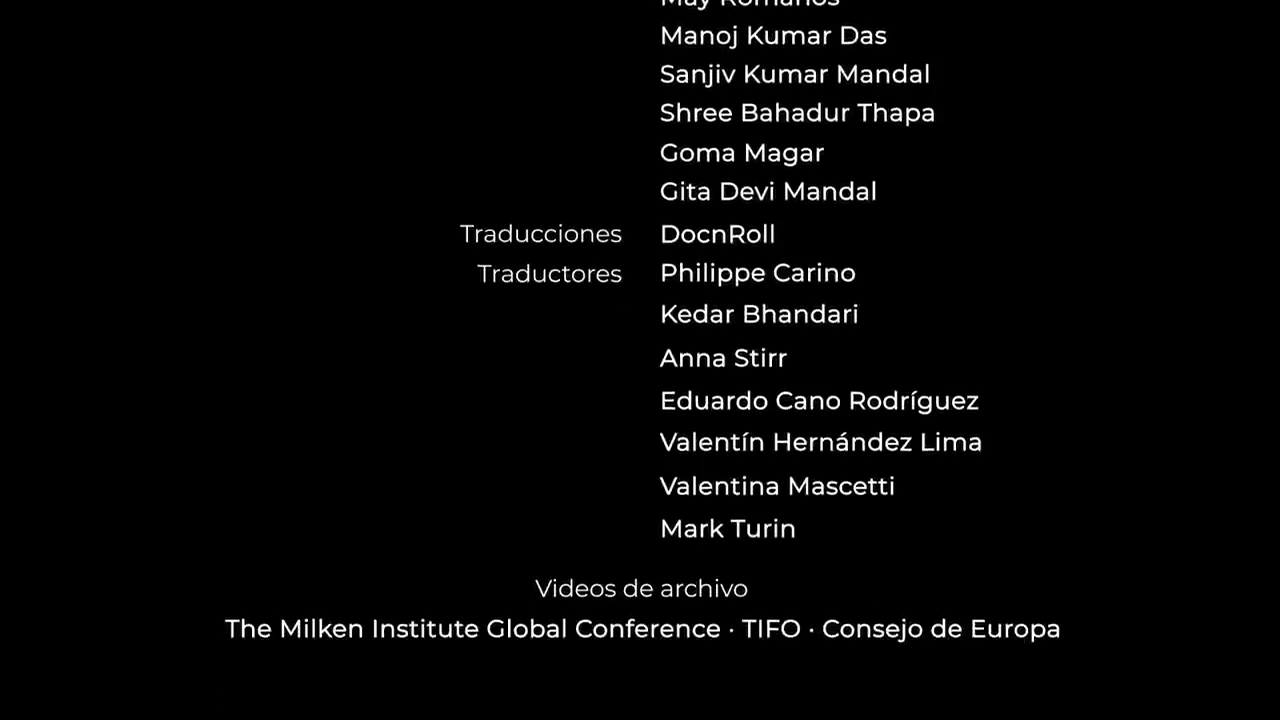 May Romanos
Manoj Kumar Das
Sanjiv Kumar Mandal
Shree Bahadur Thapa
Goma Magar
Gita Devi Mandal
Traducciones DocnRoll
Traductores Philippe Carino
Kedar Bhandari
Anna Stirr
Eduardo Cano Rodríguez
Valentín Hernández Lima
Valentina Mascetti
Mark Turin
Videos de archivo
The Milken Institute Global Conference · TIFO · Consejo de Europa